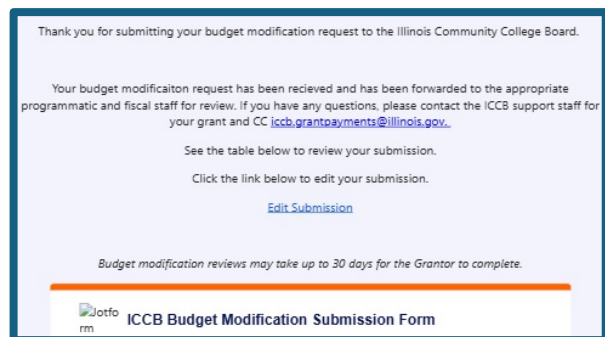 Thank you for submitting your budget modification request to the Illinois Community College Board.
Your budget modificaiton request has been recieved and has been forwarded to the appropriate
programmatic and fiscal staff for review. If you have any questions, please contact the ICCB support staff for
your grant and CC iccb.grantpayments@illinois.gov.
See the table below to review your submission.
Click the link below to edit your submission.
Edit Submission
Budget modification reviews may take up to 30 days for the Grantor to complete.
Jotfo
rm
ICCB Budget Modification Submission Form